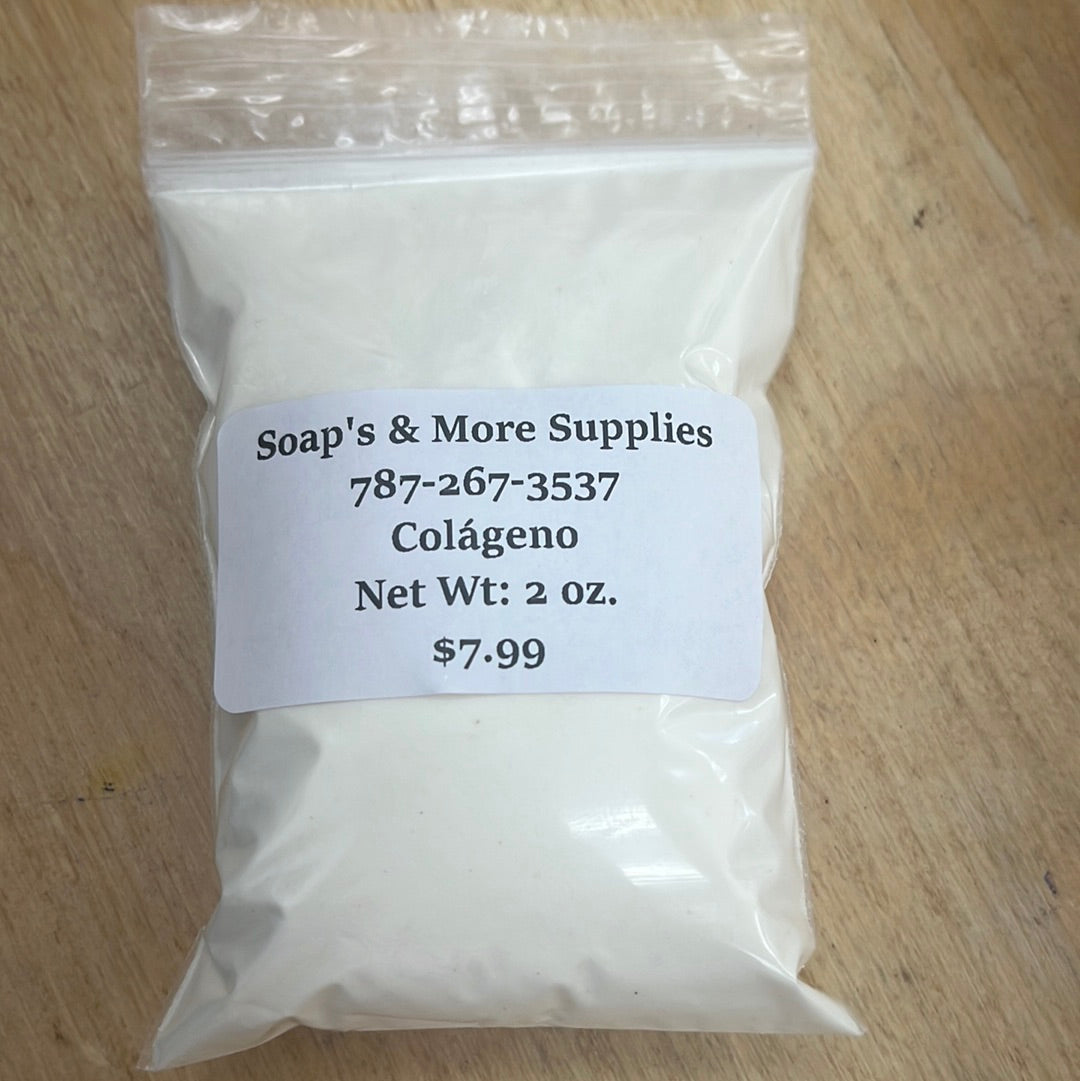 Soap's & More Supplies
787-267-3537
Colágeno
Net Wt: 2 oz.
$7.99